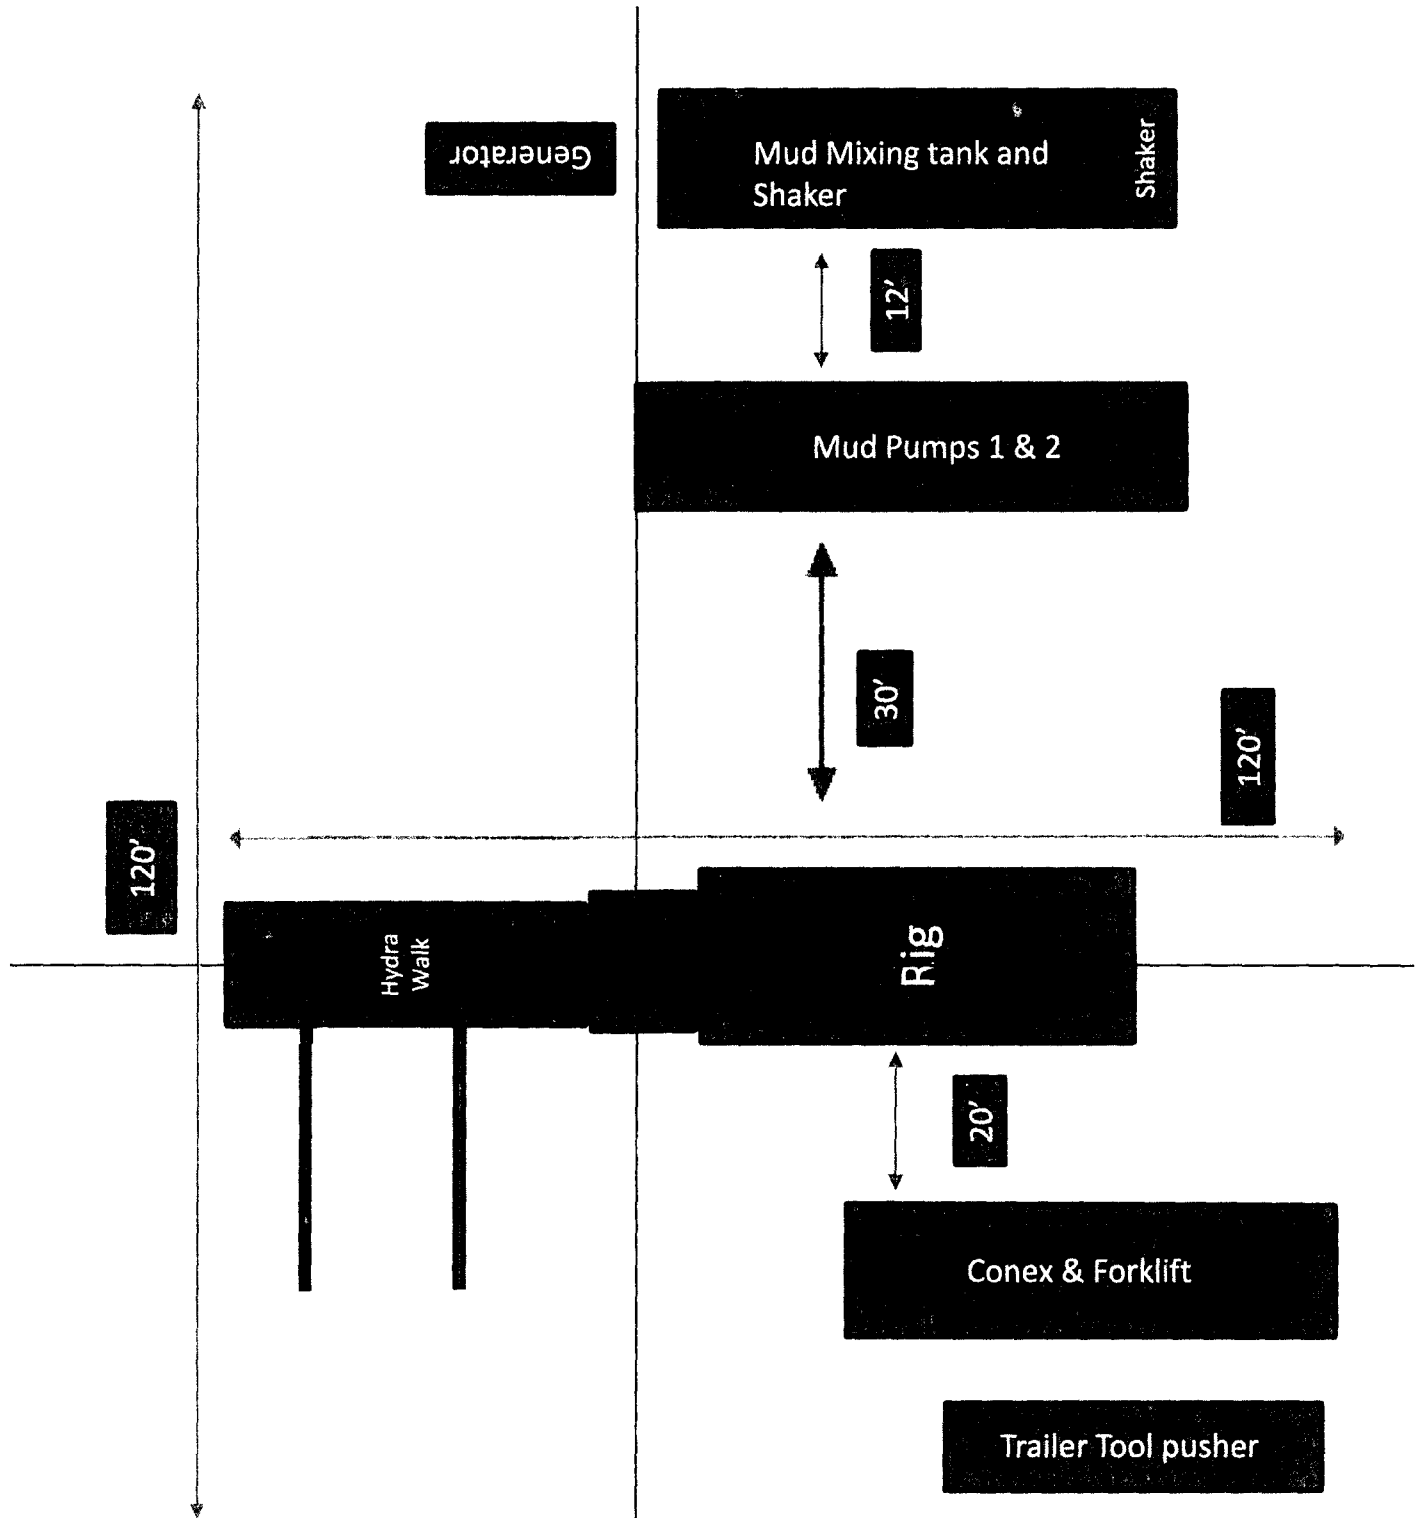 Generator
Mud Mixing tank and
Shaker
Shaker
12'
Mud Pumps 1 & 2
30'
120'
120'
Hydra
Walk
Rig
20'
Conex & Forklift
Trailer Tool pusher